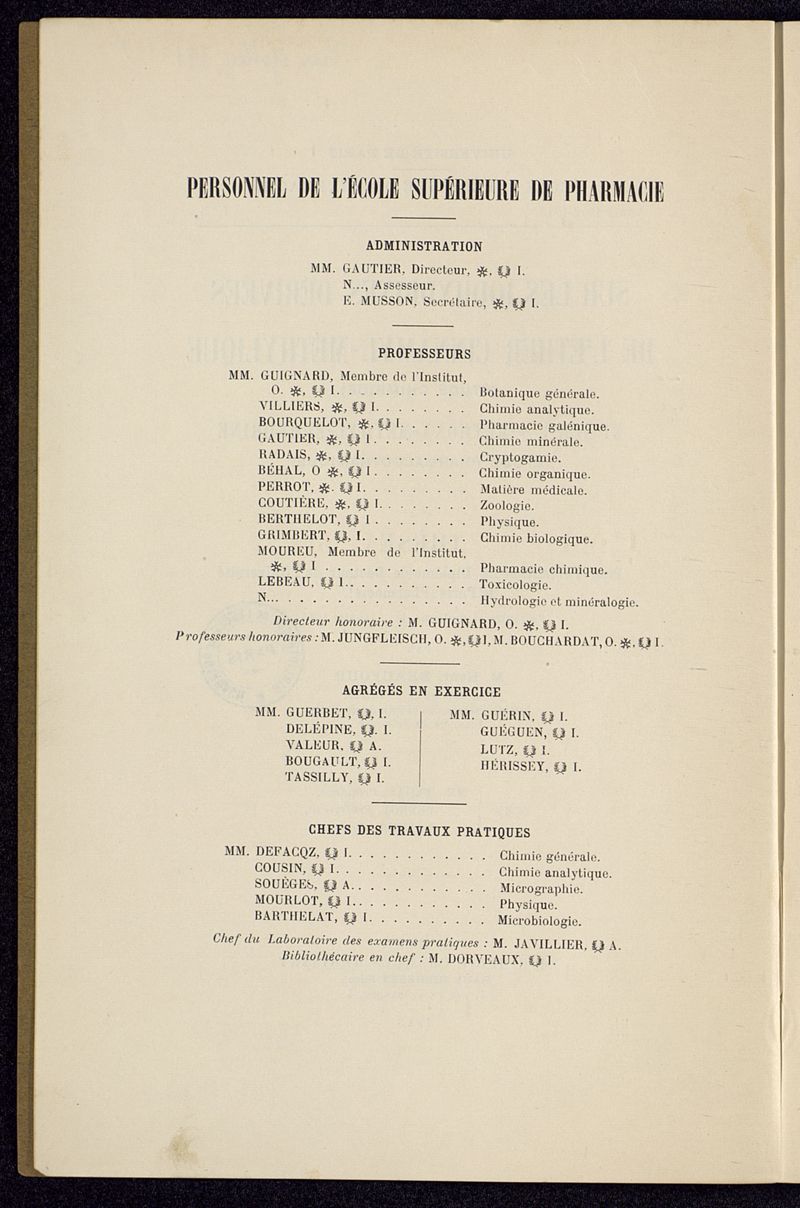 PERSONNEL DE L'ÉCOLE SUPÉRIEURE DE PHARMACIE
ADMINISTRATION
MM. GAUTIER, Directeur, ✻, ❦ I.
N..., Assesseur.
E. MUSSON, Secrétaire, ✻, ❦ I.
PROFESSEURS
MM. GUIGNARD, Membre de l'Institut,
O. ✻, ❦ I. . . . . . . . . . . Botanique générale.
VILLIERS, ✻, ❦ I. . . . . . . . Chimie analytique.
BOURQUELOT, ✻, ❦ I. . . . . . Pharmacie galénique.
GAUTIER, ✻, ❦ I . . . . . . . . Chimie minérale.
RADAIS, ✻, ❦ I. . . . . . . . . Cryptogamie.
BÉHAL, O ✻, ❦ I . . . . . . . . Chimie organique.
PERROT, ✻. ❦ I. . . . . . . . . Matière médicale.
COUTIÈRE, ✻, ❦ I. . . . . . . . Zoologie.
BERTHELOT, ❦ I . . . . . . . . Physique.
GRIMBERT, ❦, I. . . . . . . . . Chimie biologique.
MOUREU, Membre de l'Institut,
✻, ❦ I . . . . . . . . . . . . Pharmacie chimique.
LEBEAU, ❦ I.. . . . . . . . . . Toxicologie.
N... . . . . . . . . . . . . . . . Hydrologie et minéralogie.
Directeur honoraire : M. GUIGNARD, O. ✻, ❦ I.
Professeurs honoraires : M. JUNGFLEISCH, O. ✻, ❦ I, M. BOUCHARDAT, O. ✻, ❦ I.
AGRÉGÉS EN EXERCICE
MM. GUERBET, ❦, I.
DELÉPINE, ❦. I.
VALEUR, ❦ A.
BOUGAULT, ❦ I.
TASSILLY, ❦ I.
MM. GUÉRIN, ❦ I.
GUÉGUEN, ❦ I.
LUTZ, ❦ I.
HÉRISSEY, ❦ I.
CHEFS DES TRAVAUX PRATIQUES
MM. DEFACQZ, ❦ I. . . . . . . . . . . . Chimie générale.
COUSIN, ❦ I. . . . . . . . . . . . . Chimie analytique.
SOUÈGES, ❦ A.. . . . . . . . . . . . Micrographie.
MOURLOT, ❦ I.. . . . . . . . . . . . Physique.
BARTHELAT, ❦ I. . . . . . . . . . Microbiologie.
Chef du Laboratoire des examens pratiques : M. JAVILLIER, ❦ A.
Bibliothécaire en chef : M. DORVEAUX, ❦ I.